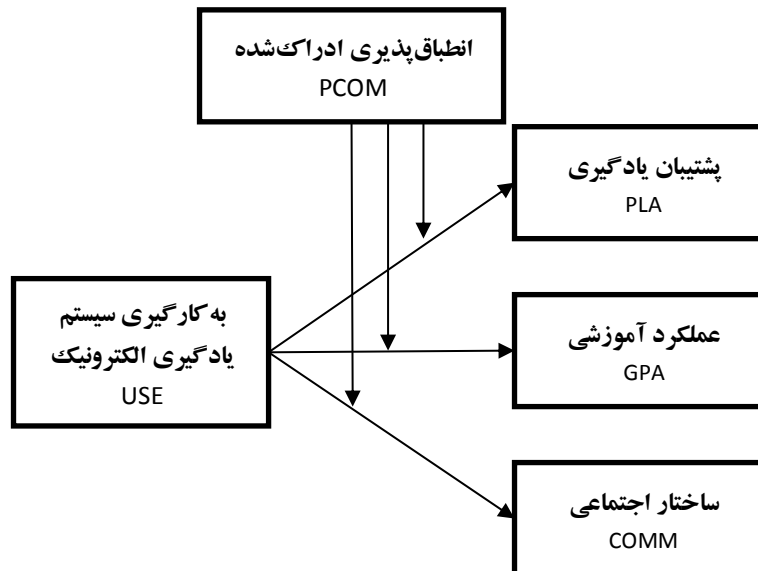 انطباق‌پذیری ادراک‌شده
PCOM
پشتیبان یادگیری
PLA
به کارگیری سیستم
یادگیری الکترونیک
USE
عملکرد آموزشی
GPA
ساختار اجتماعی
COMM